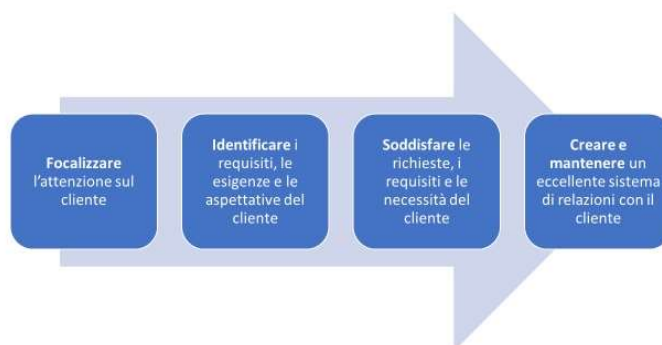 Focalizzare
l'attenzione sul
cliente
Identificare i
requisiti, le
esigenze e le
aspettative del
cliente
Soddisfare le
richieste, i
requisiti e le
necessità del
cliente
Creare e
mantenere un
eccellente sistema
di relazioni con il
cliente